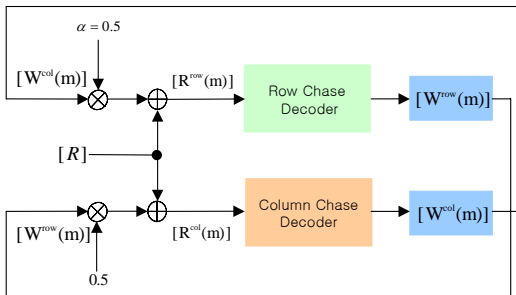 α = 0.5
[W^col(m)]
[R^row(m)]
Row Chase
Decoder
[W^row(m)]
[R]
[W^row(m)]
[R^col(m)]
Column Chase
Decoder
[W^col(m)]
0.5